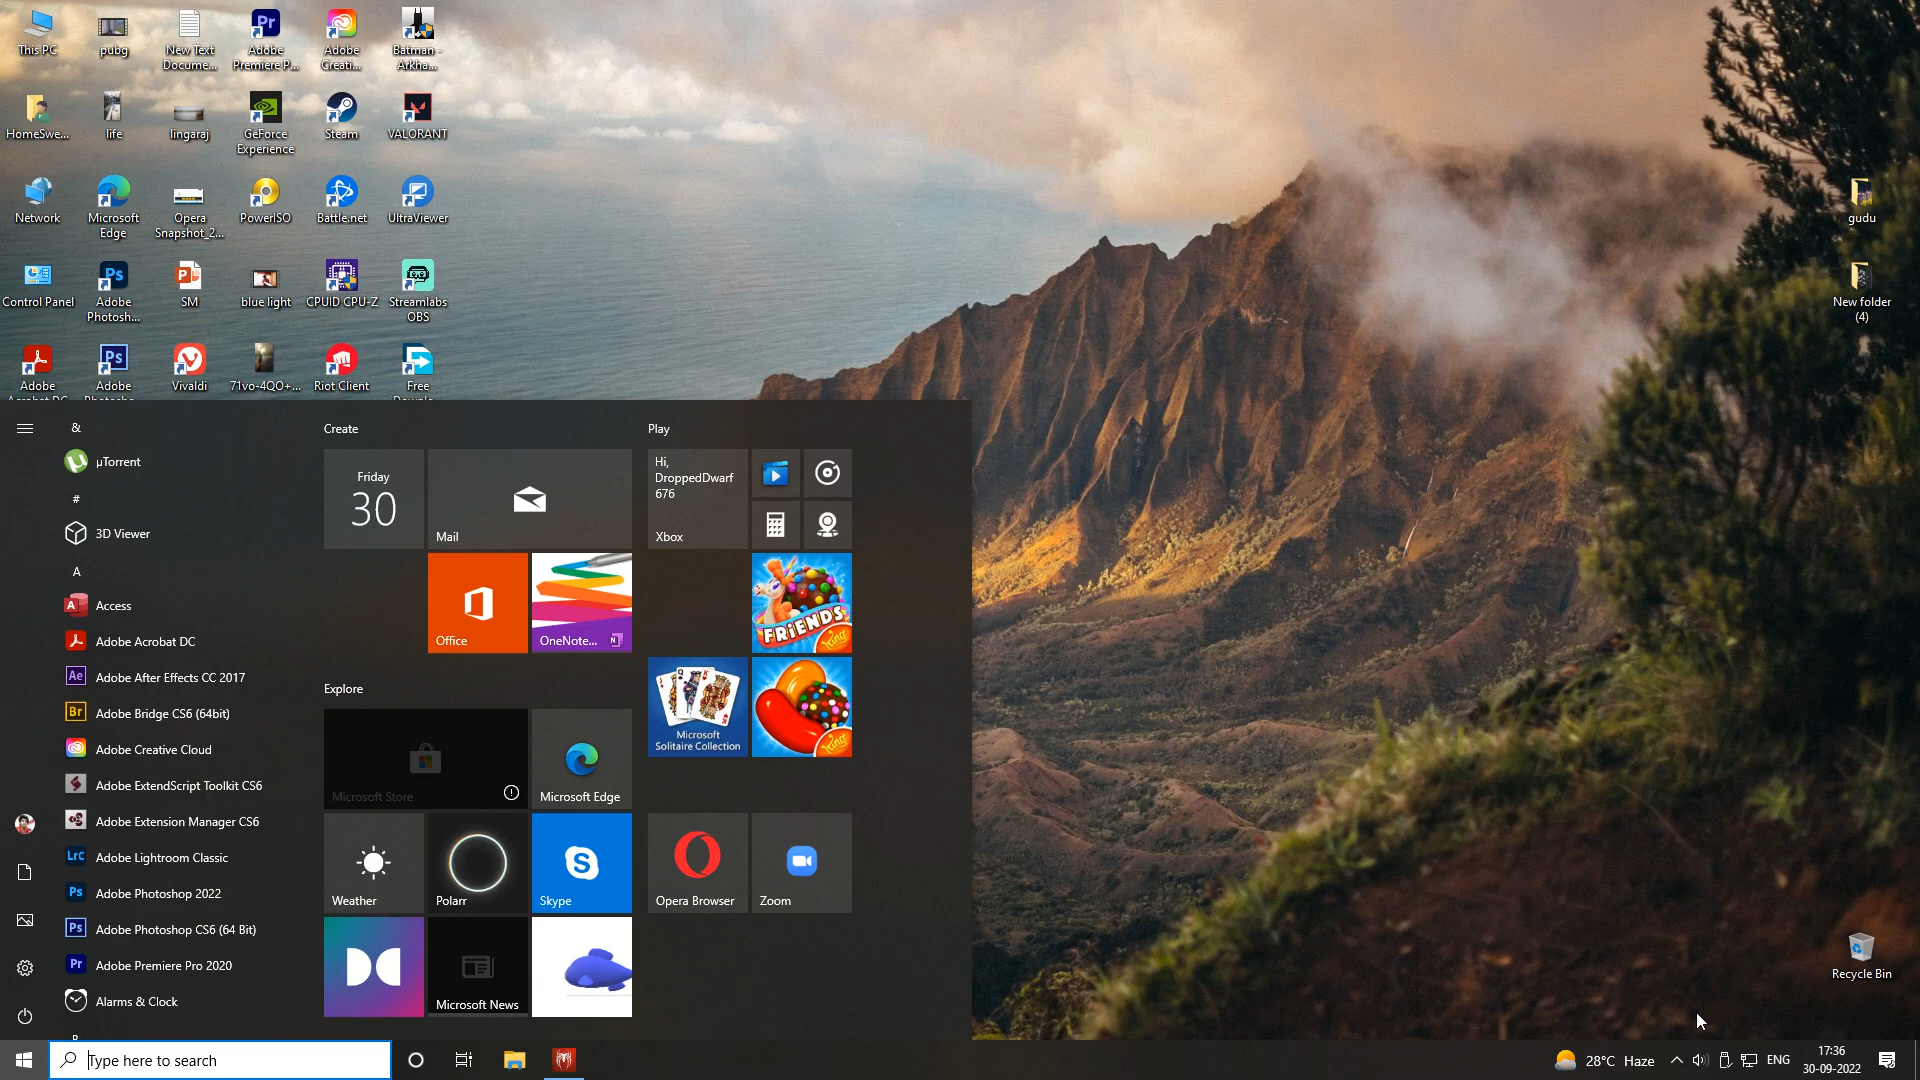 This PC
pubg
New Text
Docume...
Adobe
Premiere P...
Adobe
Creati...
Batman -
Arkha...
HomeSwe...
life
lingaraj
GeForce
Experience
Steam
VALORANT
Network
Microsoft
Edge
Opera
Snapshot_2...
PowerISO
Battle.net
UltraViewer
Control Panel
Adobe
Photosh...
SM
blue light
CPUID CPU-Z
Streamlabs
OBS
Adobe
Acrobat DC
Adobe
Vivaldi
71vo-4QO+...
Riot Client
Free
gudu
New folder
(4)
Recycle Bin
&
µTorrent
#
3D Viewer
A
Access
Adobe Acrobat DC
Adobe After Effects CC 2017
Adobe Bridge CS6 (64bit)
Adobe Creative Cloud
Adobe ExtendScript Toolkit CS6
Adobe Extension Manager CS6
Adobe Lightroom Classic
Adobe Photoshop 2022
Adobe Photoshop CS6 (64 Bit)
Adobe Premiere Pro 2020
Alarms & Clock
Create
Friday
30
Mail
Office
OneNote...
Explore
Microsoft Store
Microsoft Edge
Weather
Polarr
Skype
Microsoft News
Play
Hi,
DroppedDwarf
676
Xbox
FRiENDS
King
Microsoft
Solitaire Collection
King
Opera Browser
Zoom
Type here to search
28°C Haze
ENG
17:36
30-09-2022